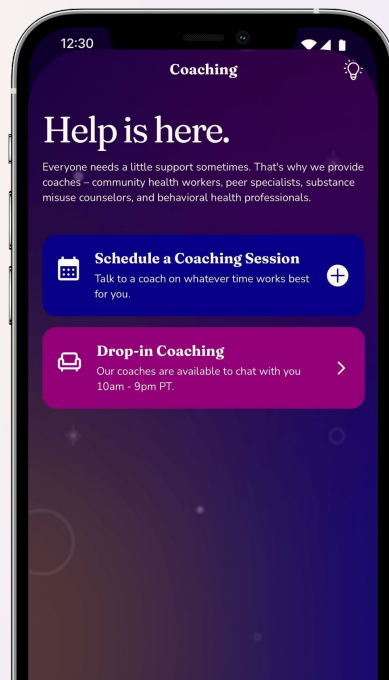 12:30
Coaching
Help is here.
Everyone needs a little support sometimes. That's why we provide
coaches – community health workers, peer specialists, substance
misuse counselors, and behavioral health professionals.
Schedule a Coaching Session
Talk to a coach on whatever time works best
for you.
Drop-in Coaching
Our coaches are available to chat with you
10am - 9pm PT.